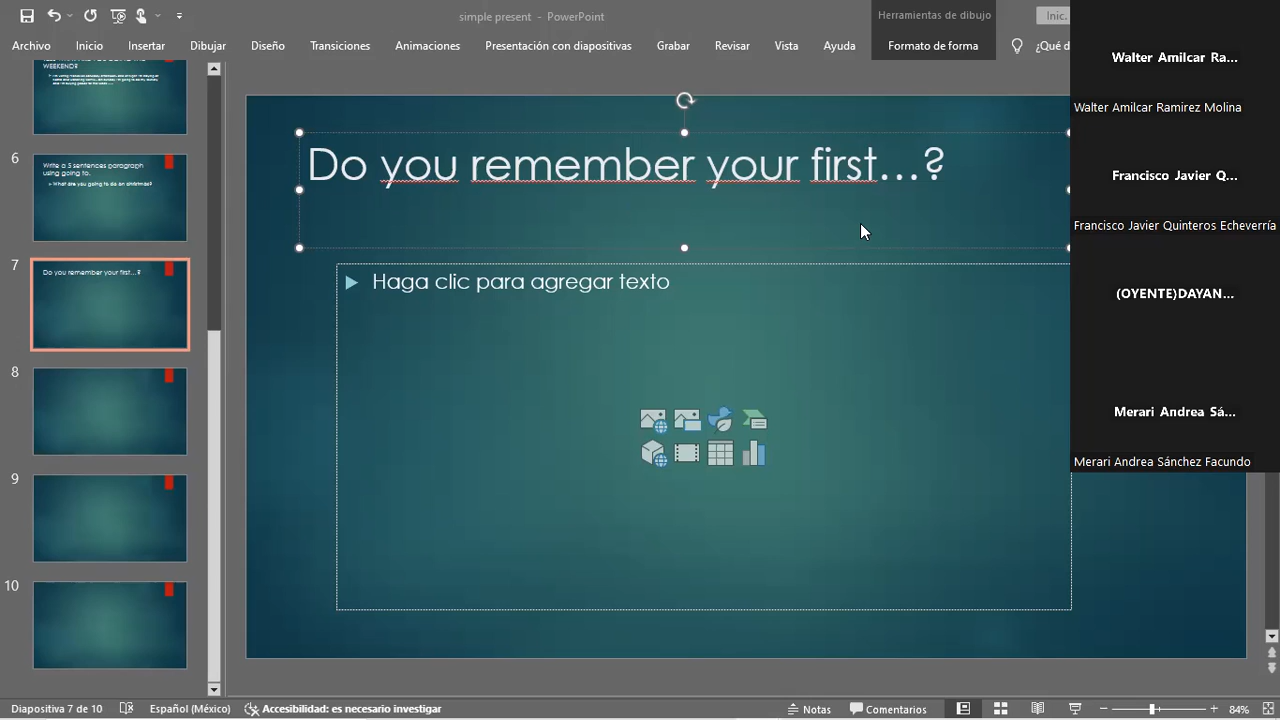 simple present - PowerPoint
Herramientas de dibujo
Inic.
Archivo Inicio Insertar Dibujar Diseño Transiciones Animaciones Presentación con diapositivas Grabar Revisar Vista Ayuda Formato de forma ¿Qué d
WEEKEND?
6
Write a 5 sentences paragraph
using going to.
What are you going to do on christmas?
7
Do you remember your first...?
8
9
10
Do you remember your first...?
Haga clic para agregar texto
Walter Amilcar Ra...
Walter Amilcar Ramirez Molina
Francisco Javier Q...
Francisco Javier Quinteros Echeverría
(OYENTE)DAYAN...
Merari Andrea Sá...
Merari Andrea Sánchez Facundo
Diapositiva 7 de 10 Español (México) Accesibilidad: es necesario investigar Notas Comentarios 84%